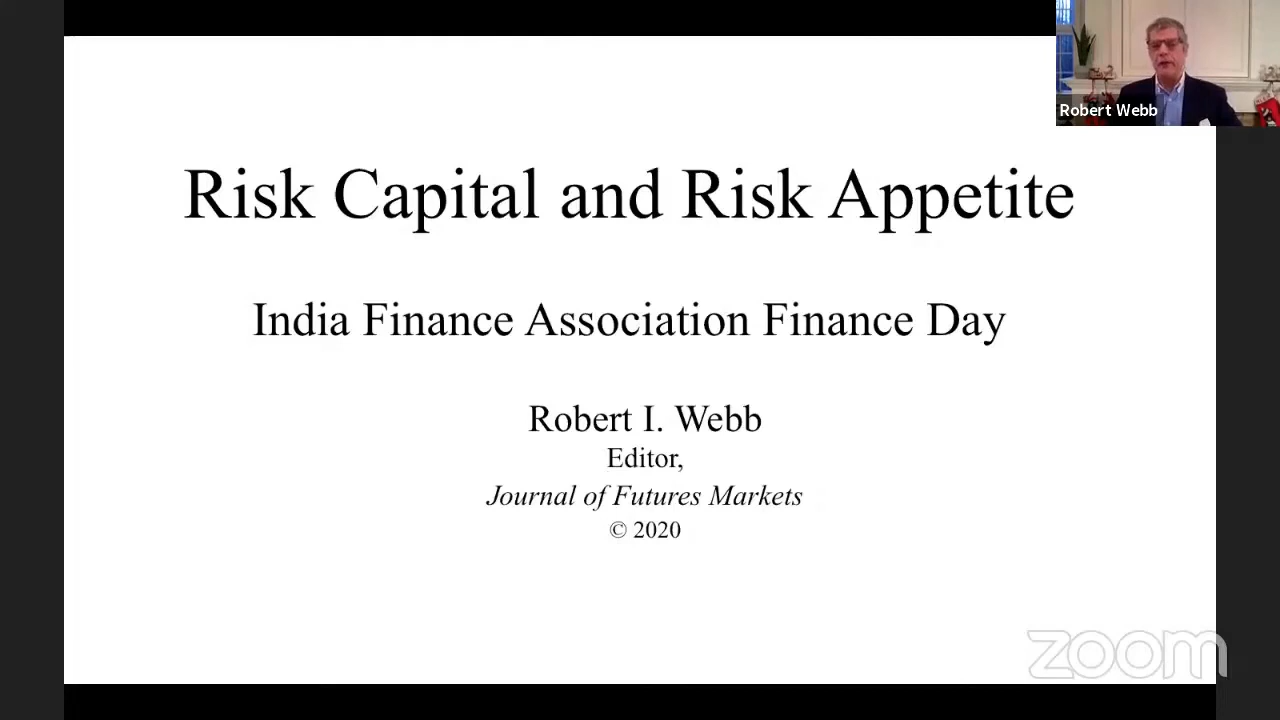 Robert Webb
Risk Capital and Risk Appetite
India Finance Association Finance Day
Robert I. Webb
Editor,
Journal of Futures Markets
© 2020
zoom